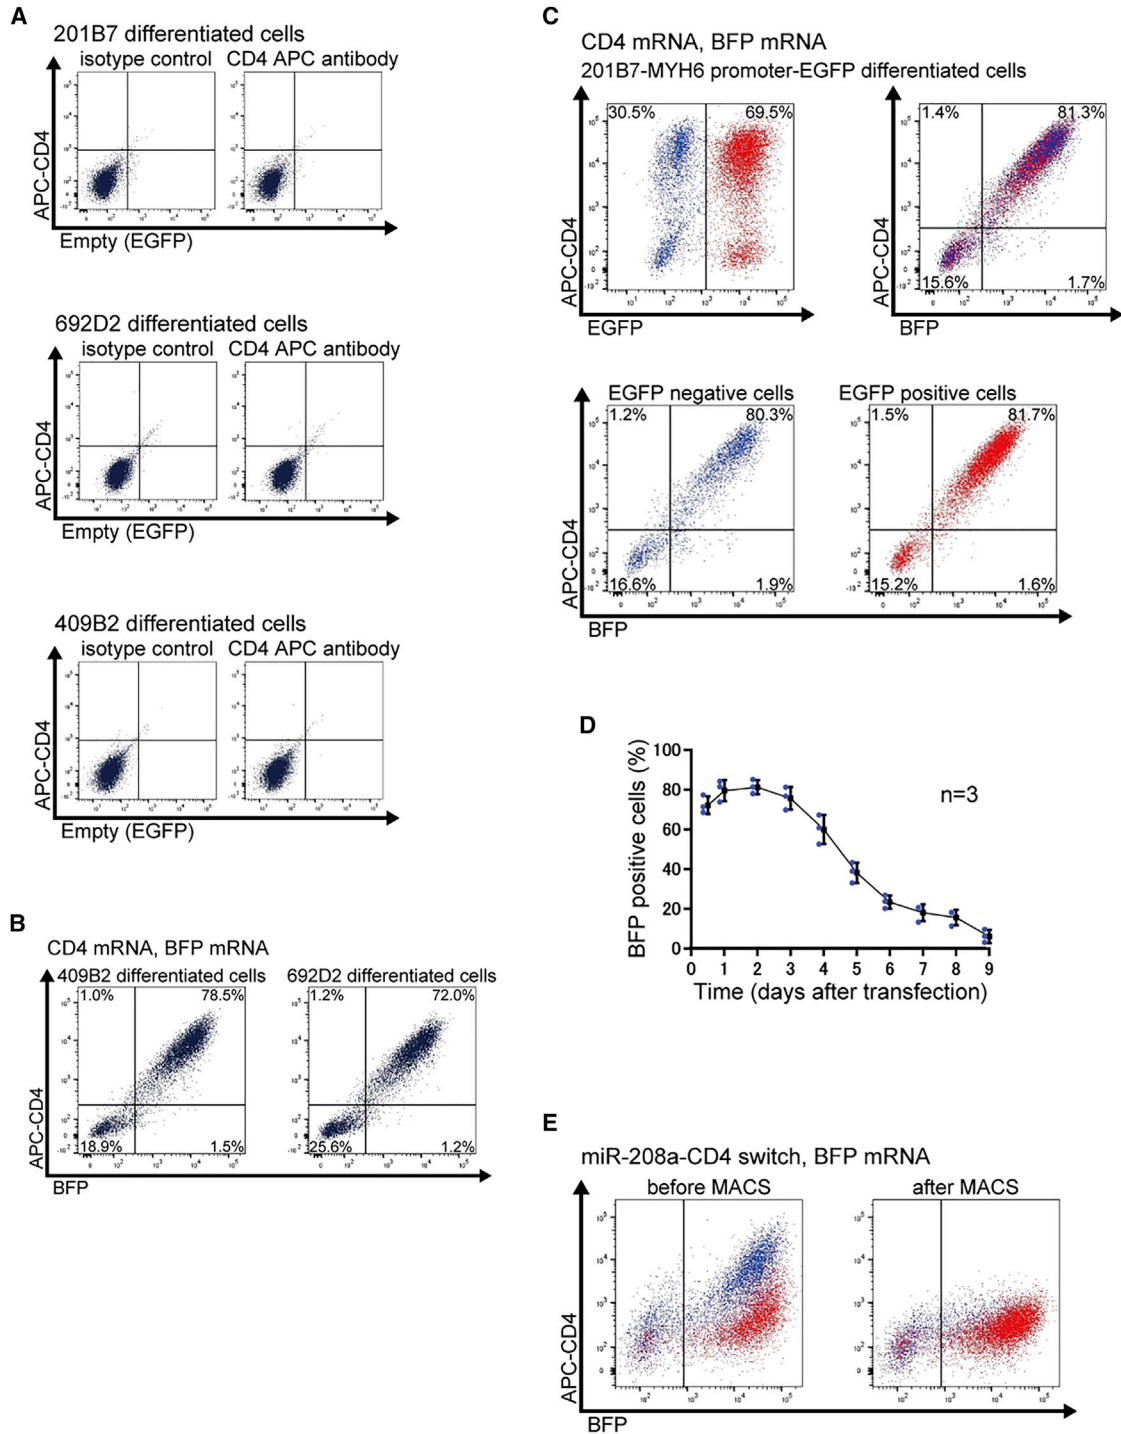 A
201B7 differentiated cells
isotype control CD4 APC antibody
APC-CD4
Empty (EGFP)
692D2 differentiated cells
isotype control CD4 APC antibody
APC-CD4
Empty (EGFP)
409B2 differentiated cells
isotype control CD4 APC antibody
APC-CD4
Empty (EGFP)
B
CD4 mRNA, BFP mRNA
409B2 differentiated cells 692D2 differentiated cells
1.0% 78.5% 1.2% 72.0%
APC-CD4
18.9% 1.5% 25.6% 1.2%
BFP
C
CD4 mRNA, BFP mRNA
201B7-MYH6 promoter-EGFP differentiated cells
30.5% 69.5% 1.4% 81.3%
APC-CD4 APC-CD4
15.6% 1.7%
EGFP BFP
EGFP negative cells EGFP positive cells
1.2% 80.3% 1.5% 81.7%
APC-CD4
16.6% 1.9% 15.2% 1.6%
BFP
D
BFP positive cells (%)
100
80
60
40
20
0
n=3
0 1 2 3 4 5 6 7 8 9
Time (days after transfection)
E
miR-208a-CD4 switch, BFP mRNA
before MACS after MACS
APC-CD4
BFP